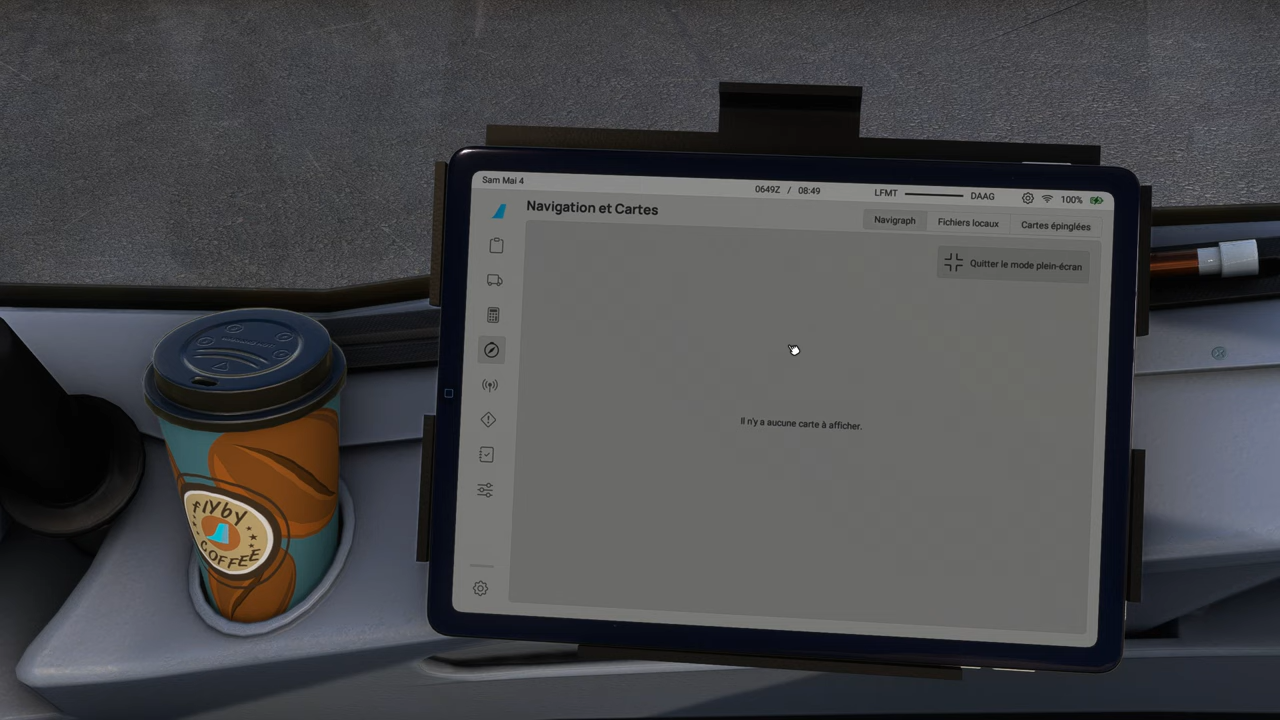 Sam Mai 4
0649Z / 08:49
LFMT
DAAG
100%
Navigation et Cartes
Navigraph
Fichiers locaux
Cartes épinglées
Quitter le mode plein-écran
Il n'y a aucune carte à afficher.
flyby
COFFEE